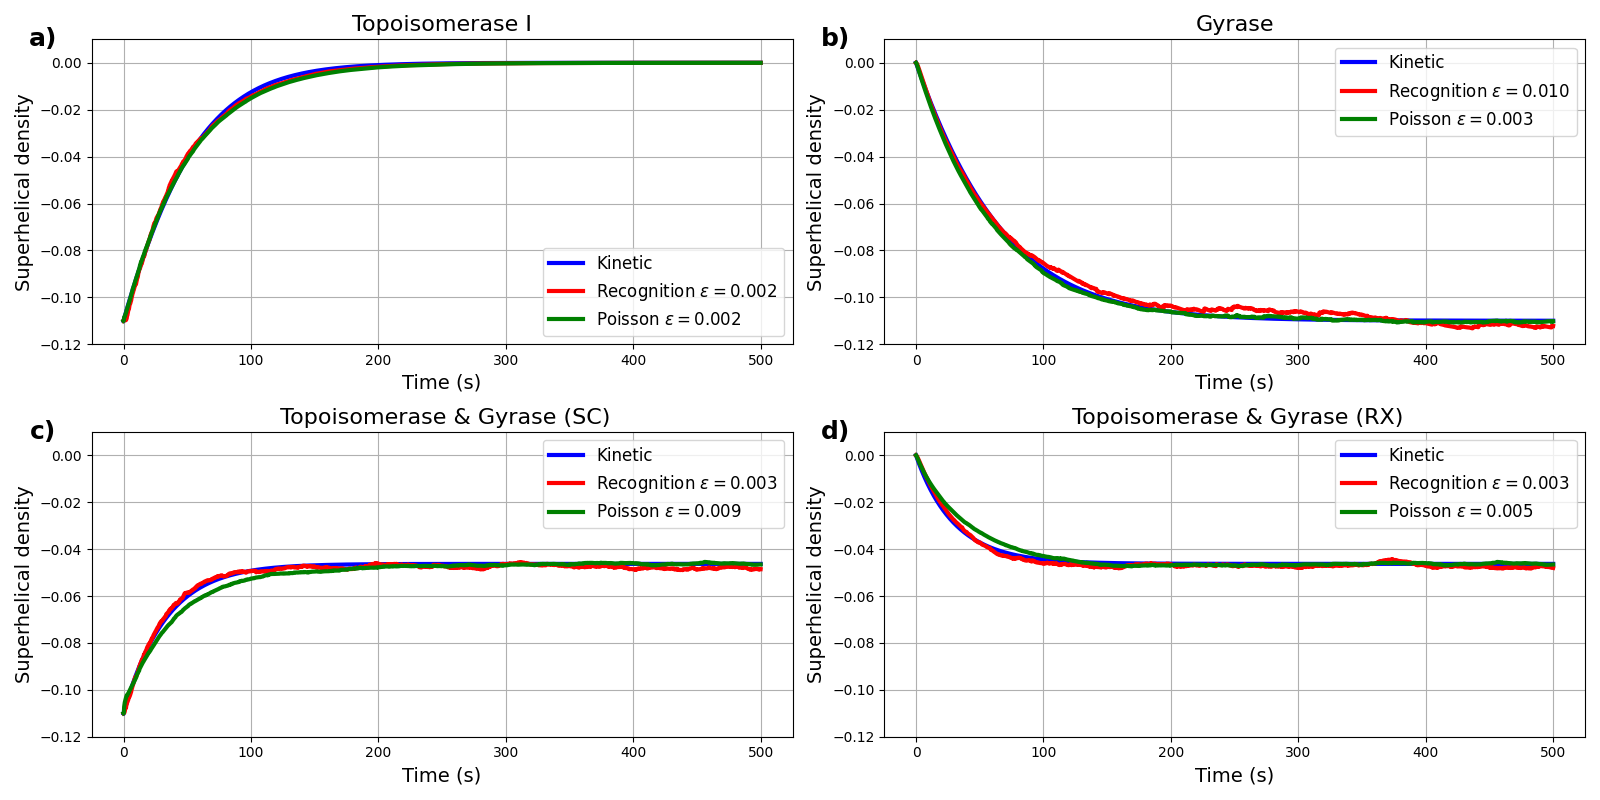 a)
Topoisomerase I
Superhelical density
0.00
−0.02
−0.04
−0.06
−0.08
−0.10
−0.12
Kinetic
Recognition ε = 0.002
Poisson ε = 0.002
0 100 200 300 400 500
Time (s)
b)
Gyrase
Superhelical density
0.00
−0.02
−0.04
−0.06
−0.08
−0.10
−0.12
Kinetic
Recognition ε = 0.010
Poisson ε = 0.003
0 100 200 300 400 500
Time (s)
c)
Topoisomerase & Gyrase (SC)
Superhelical density
0.00
−0.02
−0.04
−0.06
−0.08
−0.10
−0.12
Kinetic
Recognition ε = 0.003
Poisson ε = 0.009
0 100 200 300 400 500
Time (s)
d)
Topoisomerase & Gyrase (RX)
Superhelical density
0.00
−0.02
−0.04
−0.06
−0.08
−0.10
−0.12
Kinetic
Recognition ε = 0.003
Poisson ε = 0.005
0 100 200 300 400 500
Time (s)